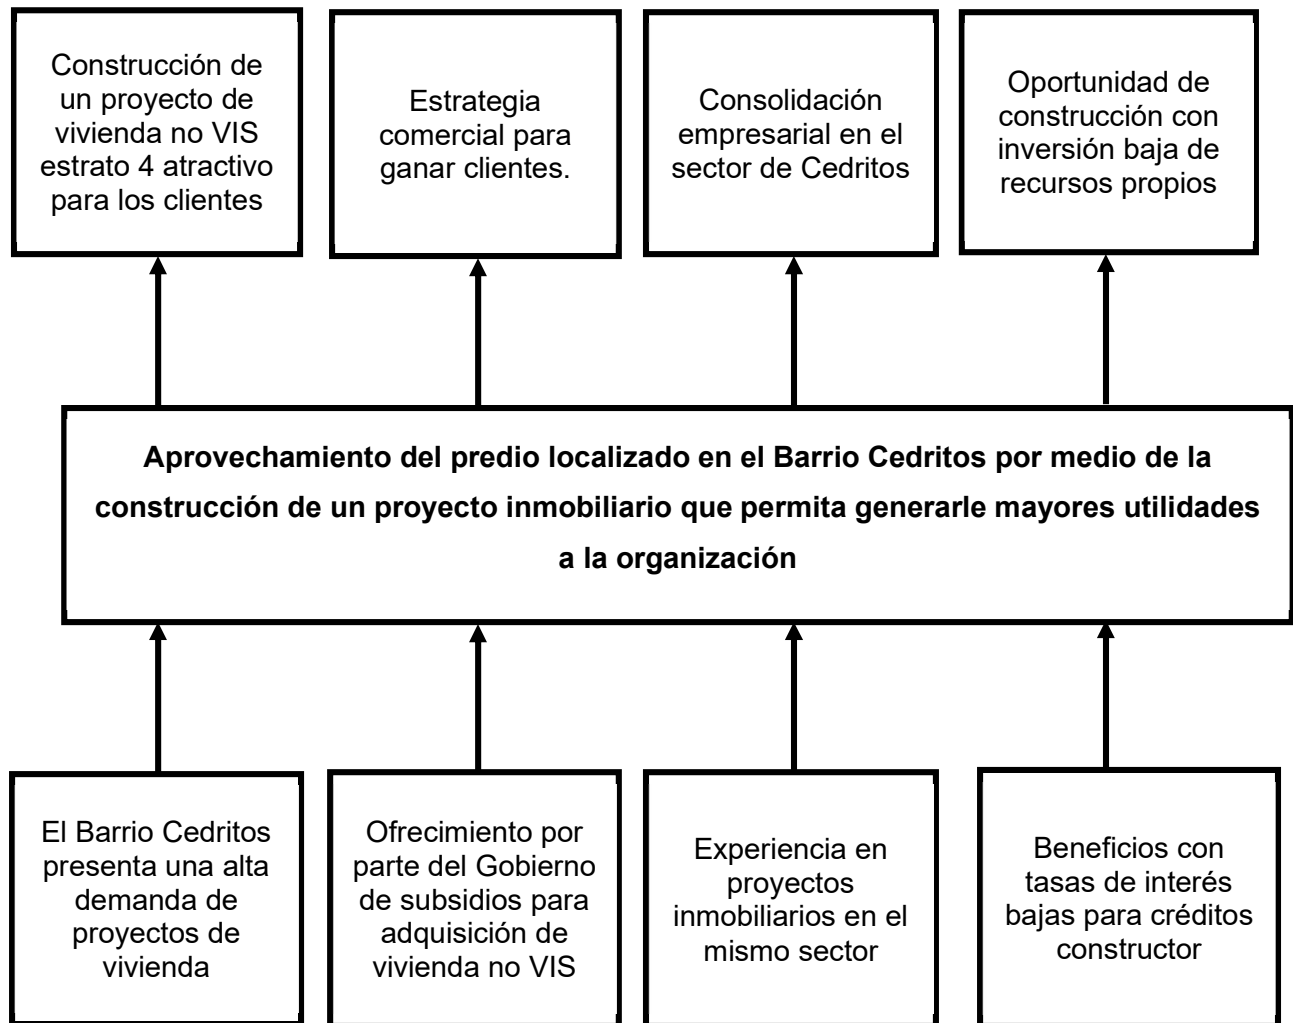 Construcción de
un proyecto de
vivienda no VIS
estrato 4 atractivo
para los clientes
Estrategia
comercial para
ganar clientes.
Consolidación
empresarial en el
sector de Cedritos
Oportunidad de
construcción con
inversión baja de
recursos propios
Aprovechamiento del predio localizado en el Barrio Cedritos por medio de la
construcción de un proyecto inmobiliario que permita generarle mayores utilidades
a la organización
El Barrio Cedritos
presenta una alta
demanda de
proyectos de
vivienda
Ofrecimiento por
parte del Gobierno
de subsidios para
adquisición de
vivienda no VIS
Experiencia en
proyectos
inmobiliarios en el
mismo sector
Beneficios con
tasas de interés
bajas para créditos
constructor